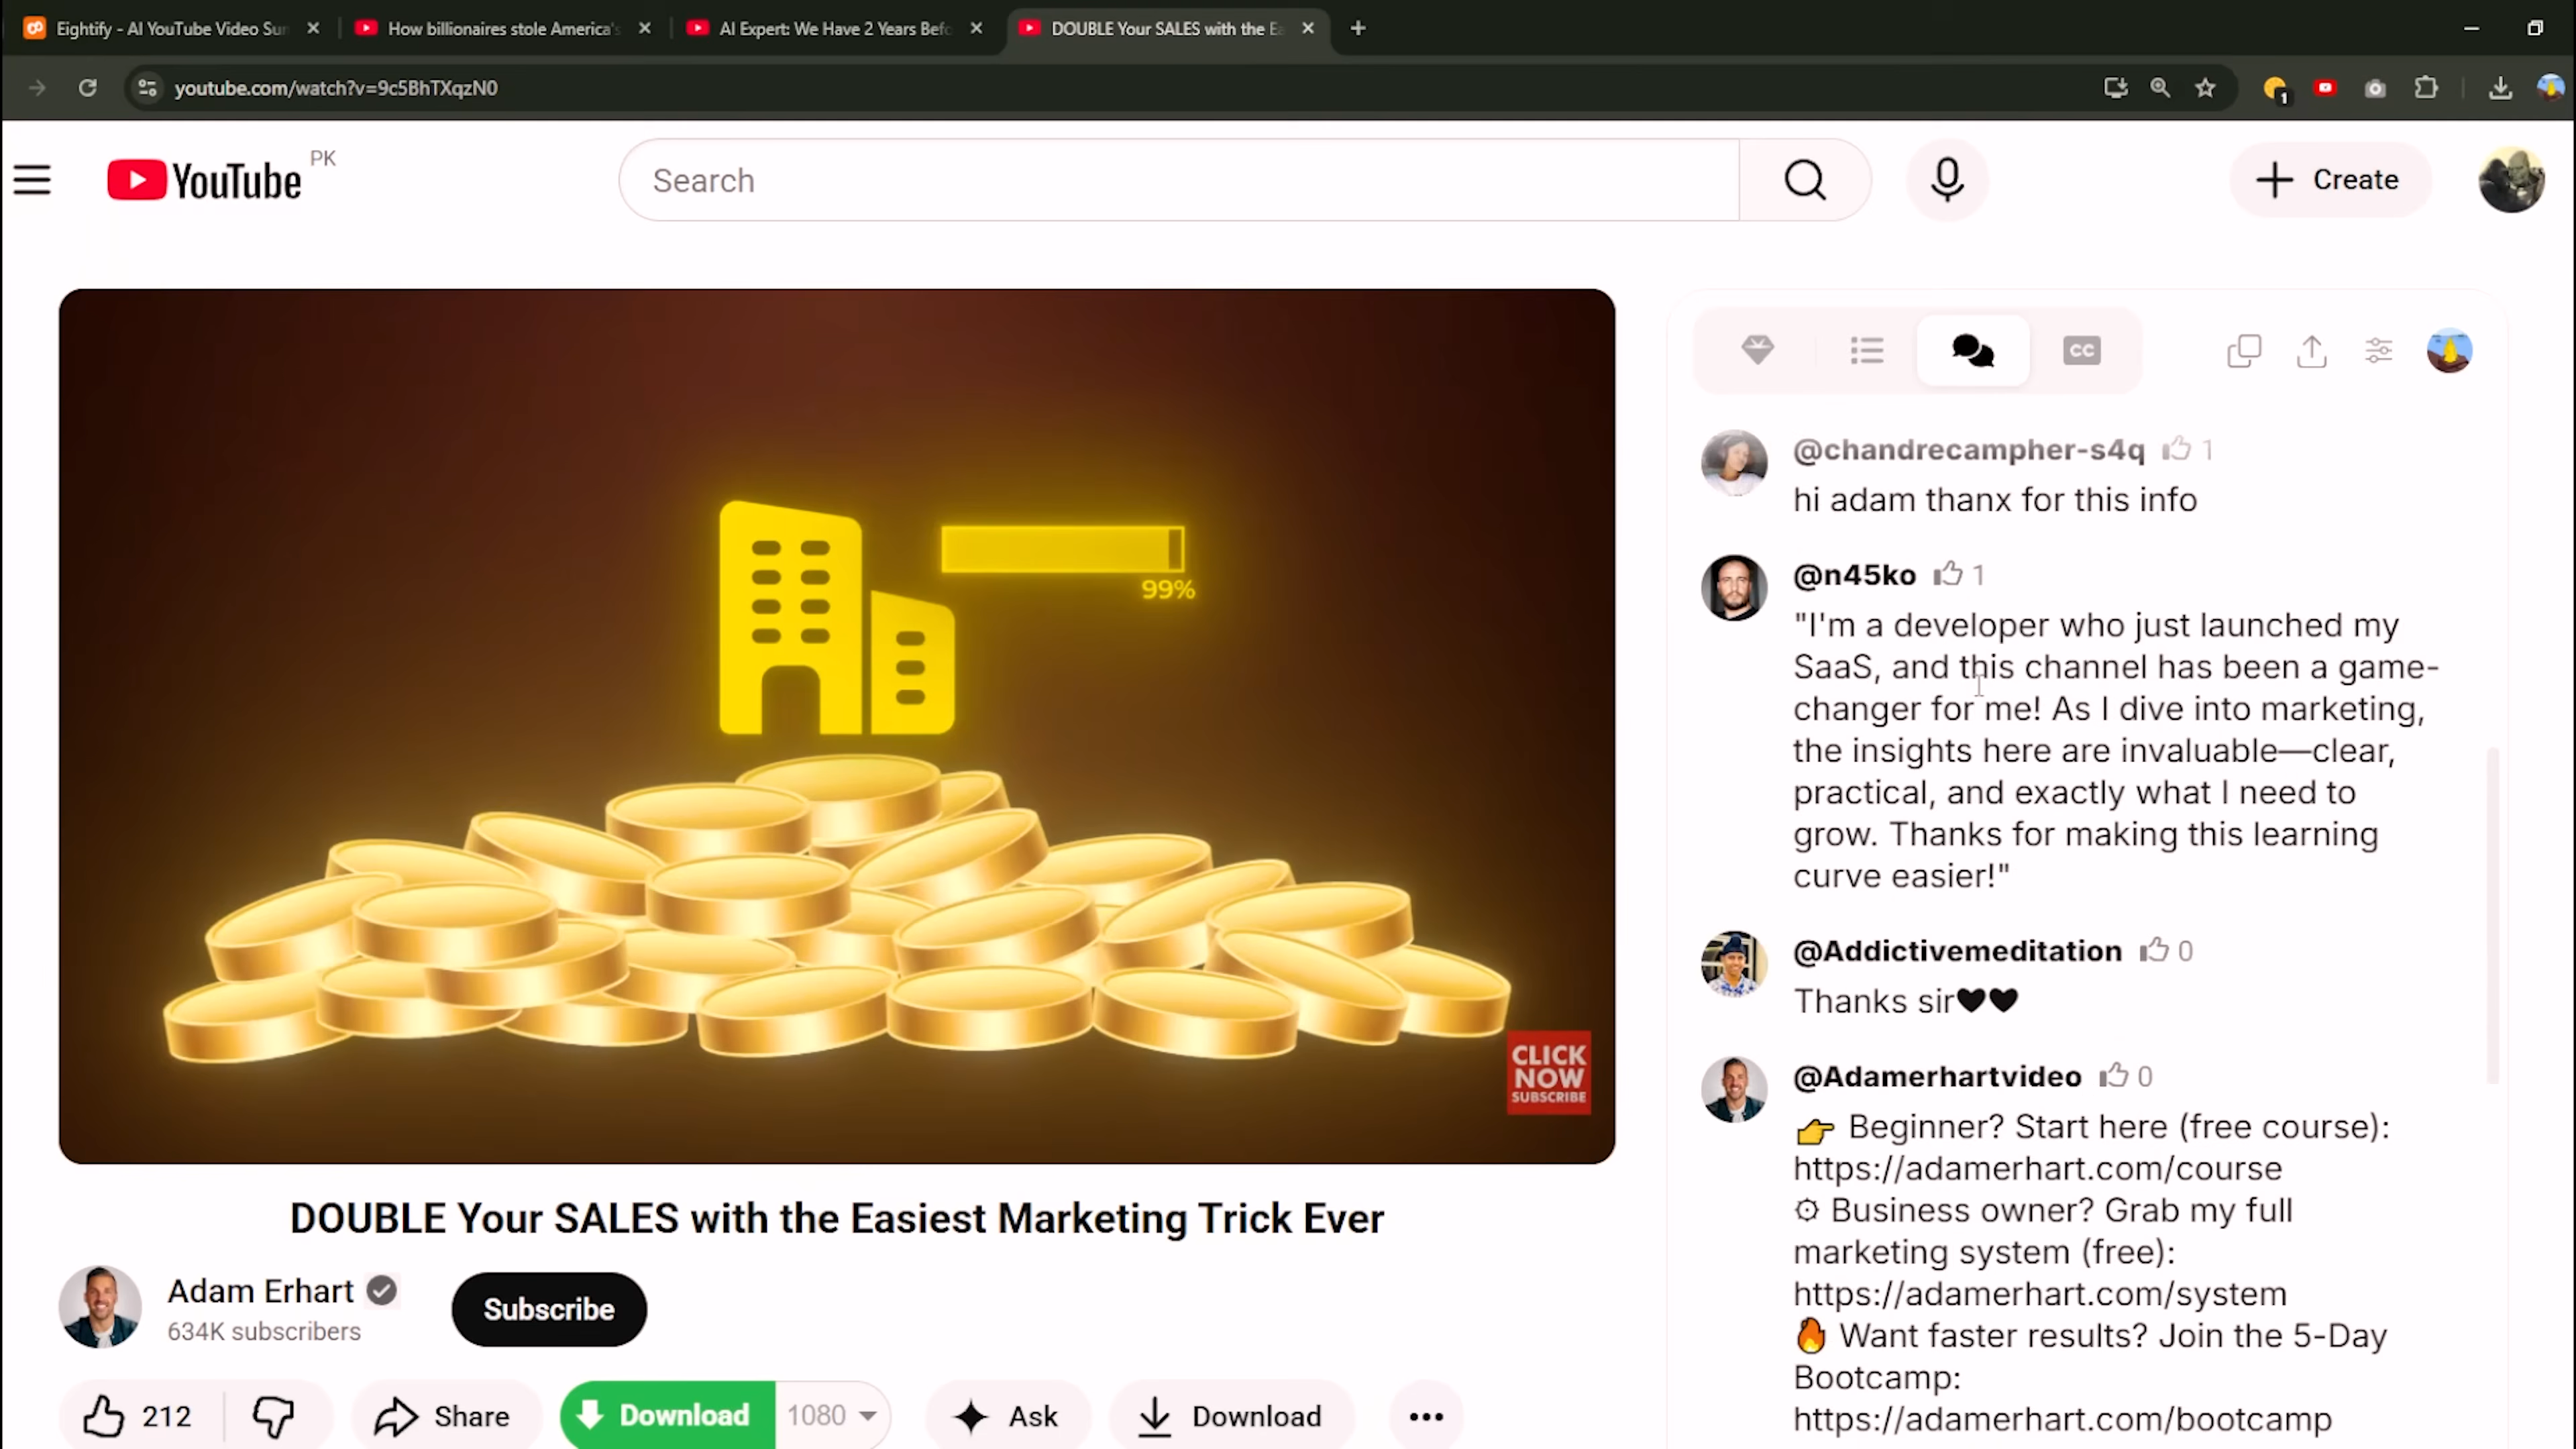 Eightify - AI YouTube Video Sun
How billionaires stole America's
AI Expert: We Have 2 Years Befo
DOUBLE Your SALES with the Ea
youtube.com/watch?v=9c5BhTXqzN0
1
YouTube PK
Search
Create
CC
99%
CLICK
NOW
SUBSCRIBE
DOUBLE Your SALES with the Easiest Marketing Trick Ever
Adam Erhart
634K subscribers
Subscribe
212
Share
Download
1080
Ask
Download
@chandrecampher-s4q 1
hi adam thanx for this info
@n45ko 1
"I'm a developer who just launched my
SaaS, and this channel has been a game-
changer for me! As I dive into marketing,
the insights here are invaluable—clear,
practical, and exactly what I need to
grow. Thanks for making this learning
curve easier!"
@Addictivemeditation 0
Thanks sir🖤🖤
@Adamerhartvideo 0
👉 Beginner? Start here (free course):
https://adamerhart.com/course
⚙ Business owner? Grab my full
marketing system (free):
https://adamerhart.com/system
🔥 Want faster results? Join the 5-Day
Bootcamp:
https://adamerhart.com/bootcamp